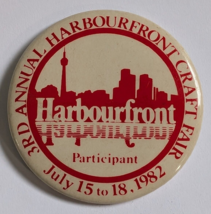 3RD ANNUAL HARBOURFRONT CRAFT FAIR
Harbourfront
Participant
July 15 to 18, 1982